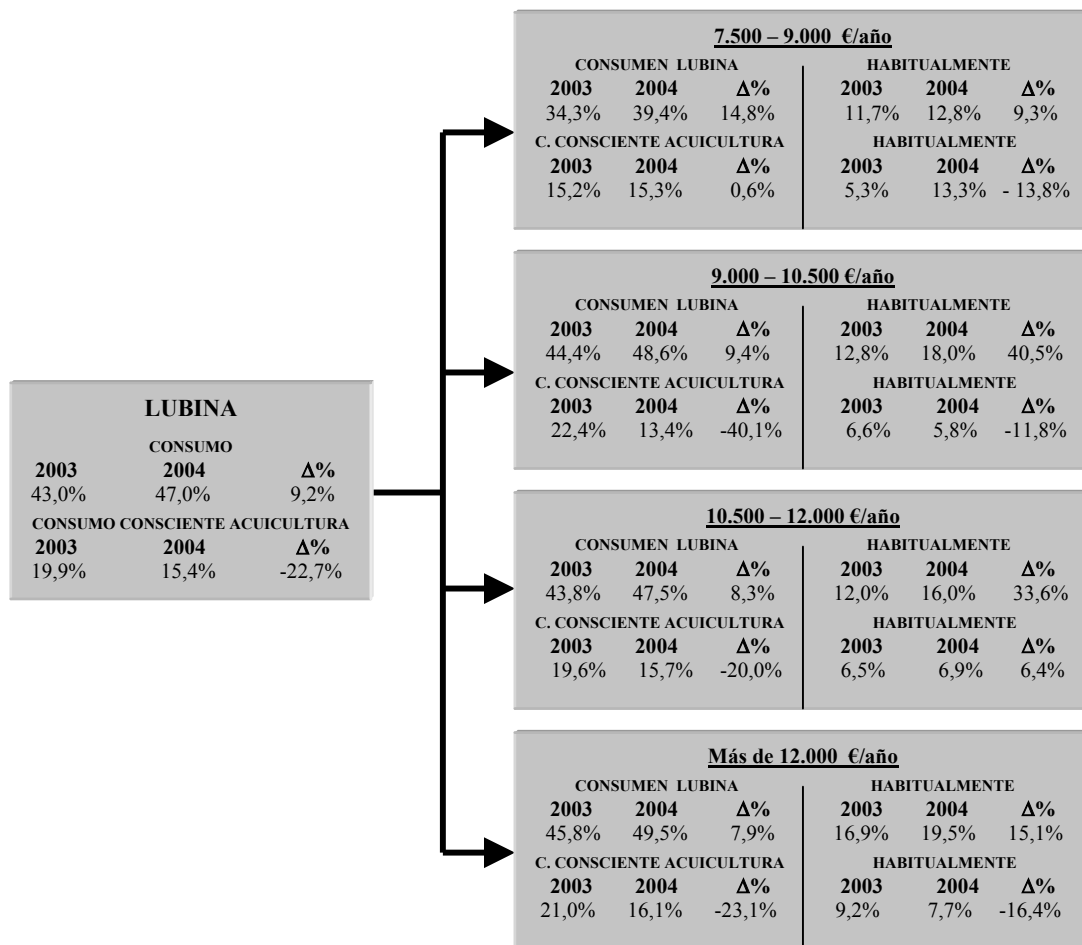 LUBINA
CONSUMO
2003 2004 Δ%
43,0% 47,0% 9,2%
CONSUMO CONSCIENTE ACUICULTURA
2003 2004 Δ%
19,9% 15,4% -22,7%
7.500 – 9.000 €/año
CONSUMEN LUBINA HABITUALMENTE
2003 2004 Δ% 2003 2004 Δ%
34,3% 39,4% 14,8% 11,7% 12,8% 9,3%
C. CONSCIENTE ACUICULTURA HABITUALMENTE
2003 2004 Δ% 2003 2004 Δ%
15,2% 15,3% 0,6% 5,3% 13,3% - 13,8%
9.000 – 10.500 €/año
CONSUMEN LUBINA HABITUALMENTE
2003 2004 Δ% 2003 2004 Δ%
44,4% 48,6% 9,4% 12,8% 18,0% 40,5%
C. CONSCIENTE ACUICULTURA HABITUALMENTE
2003 2004 Δ% 2003 2004 Δ%
22,4% 13,4% -40,1% 6,6% 5,8% -11,8%
10.500 – 12.000 €/año
CONSUMEN LUBINA HABITUALMENTE
2003 2004 Δ% 2003 2004 Δ%
43,8% 47,5% 8,3% 12,0% 16,0% 33,6%
C. CONSCIENTE ACUICULTURA HABITUALMENTE
2003 2004 Δ% 2003 2004 Δ%
19,6% 15,7% -20,0% 6,5% 6,9% 6,4%
Más de 12.000 €/año
CONSUMEN LUBINA HABITUALMENTE
2003 2004 Δ% 2003 2004 Δ%
45,8% 49,5% 7,9% 16,9% 19,5% 15,1%
C. CONSCIENTE ACUICULTURA HABITUALMENTE
2003 2004 Δ% 2003 2004 Δ%
21,0% 16,1% -23,1% 9,2% 7,7% -16,4%